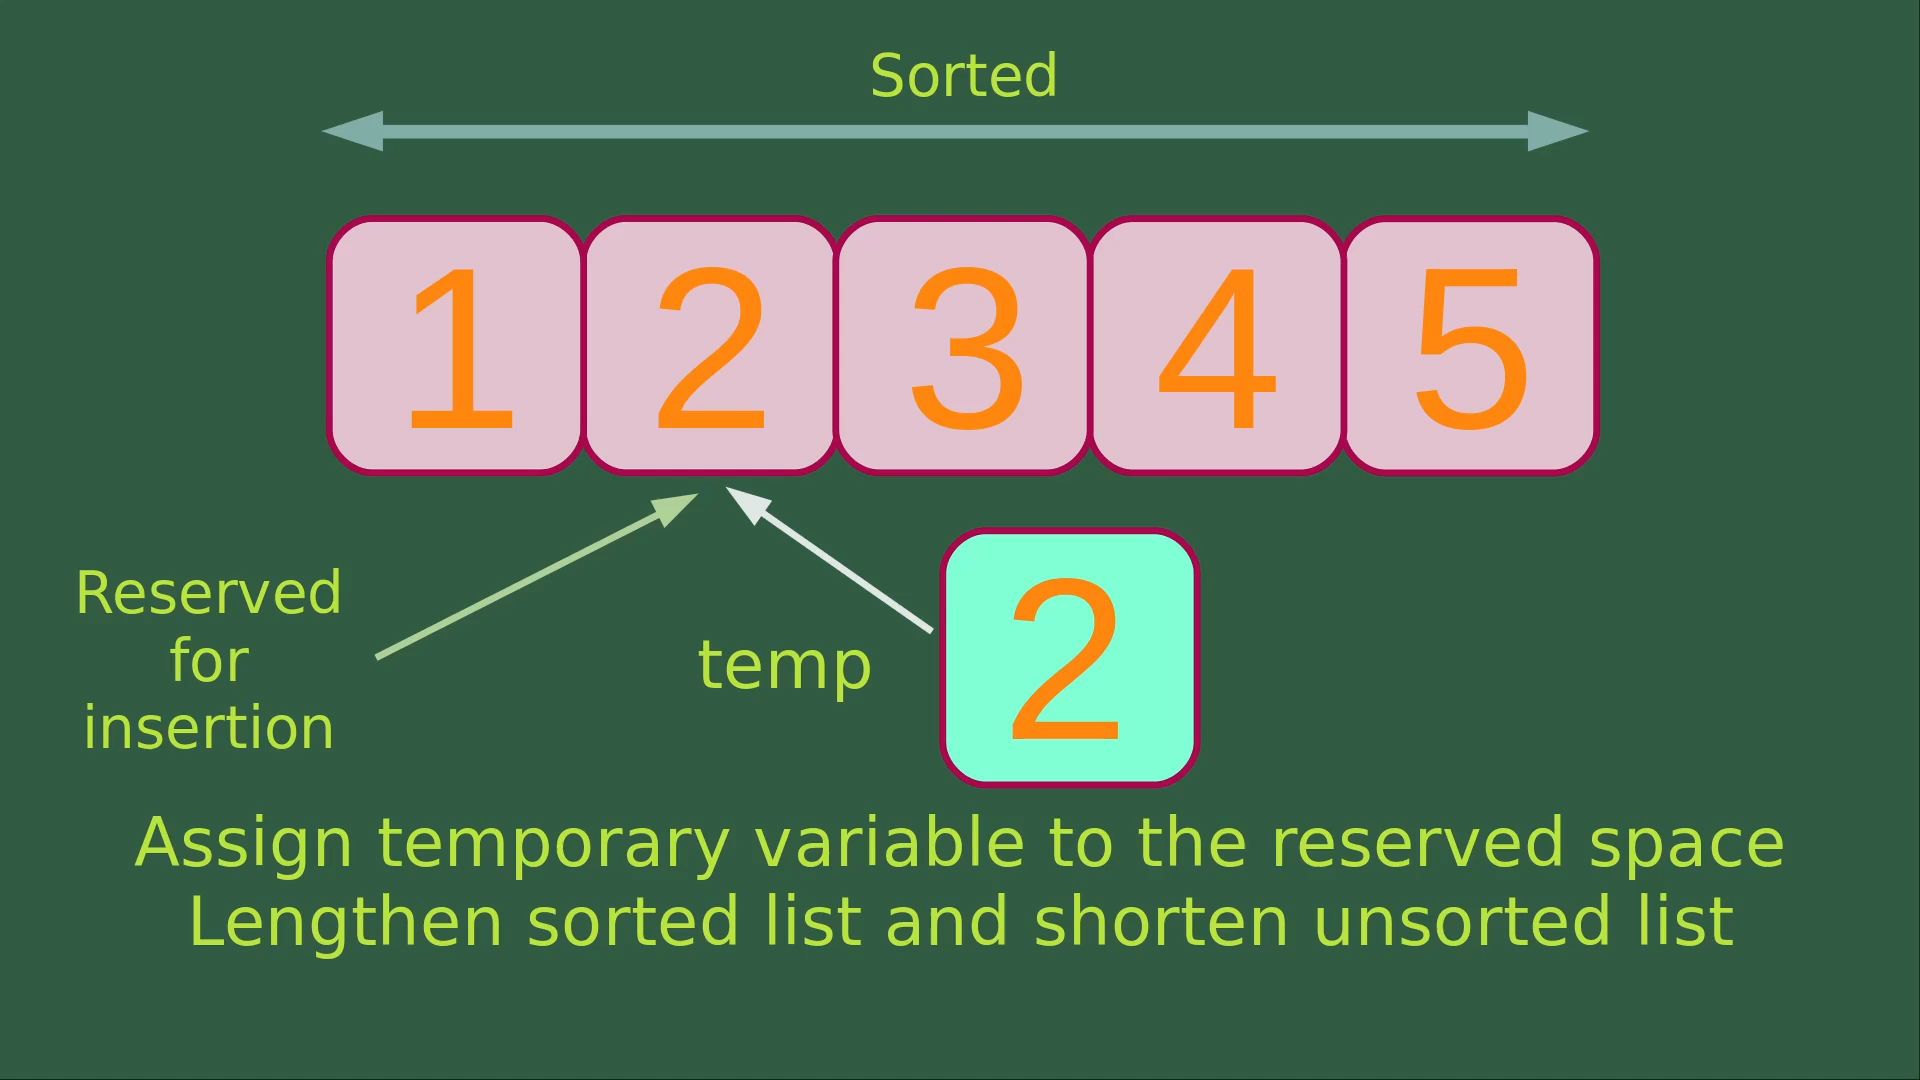 Sorted
1 2 3 4 5
Reserved
for
insertion
temp
2
Assign temporary variable to the reserved space
Lengthen sorted list and shorten unsorted list